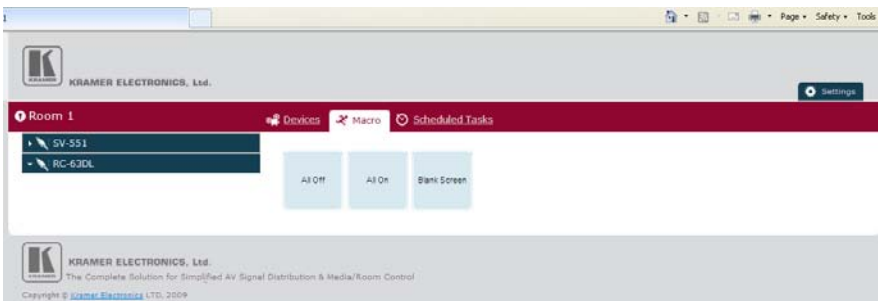 Page Safety Tools
KRAMER ELECTRONICS, Ltd.
Settings
Room 1
Devices Macro Scheduled Tasks
SV-551
RC-63DL
All Off All On Blank Screen
KRAMER ELECTRONICS, Ltd.
The Complete Solution for Simplified AV Signal Distribution & Media/Room Control
Copyright © Kramer Electronics LTD, 2009